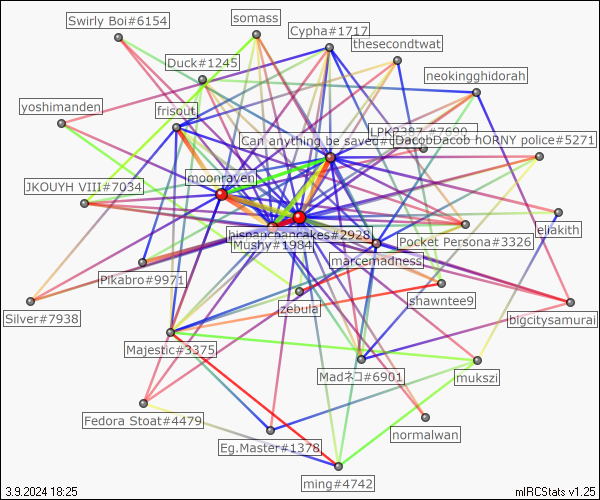 Swirly Boi#6154
somass
Cypha#1717
thesecondtwat
Duck#1245
neokingghidorah
yoshimanden
frisout
LPK2387 #7690
Can anything be saved#0
DacobDacob hORNY police#5271
moonraven
JKOUYH VIII#7034
eliakith
hispanchancakes#2928
Mushy#1984
Pocket Persona#3326
marcemadness
Pikabro#9971
zebula
shawntee9
Silver#7938
bigcitysamurai
Majestic#3375
Madネコ#6901
mukszi
Fedora Stoat#4479
normalwan
Eg.Master#1378
ming#4742
3.9.2024 18:25
mIRCStats v1.25